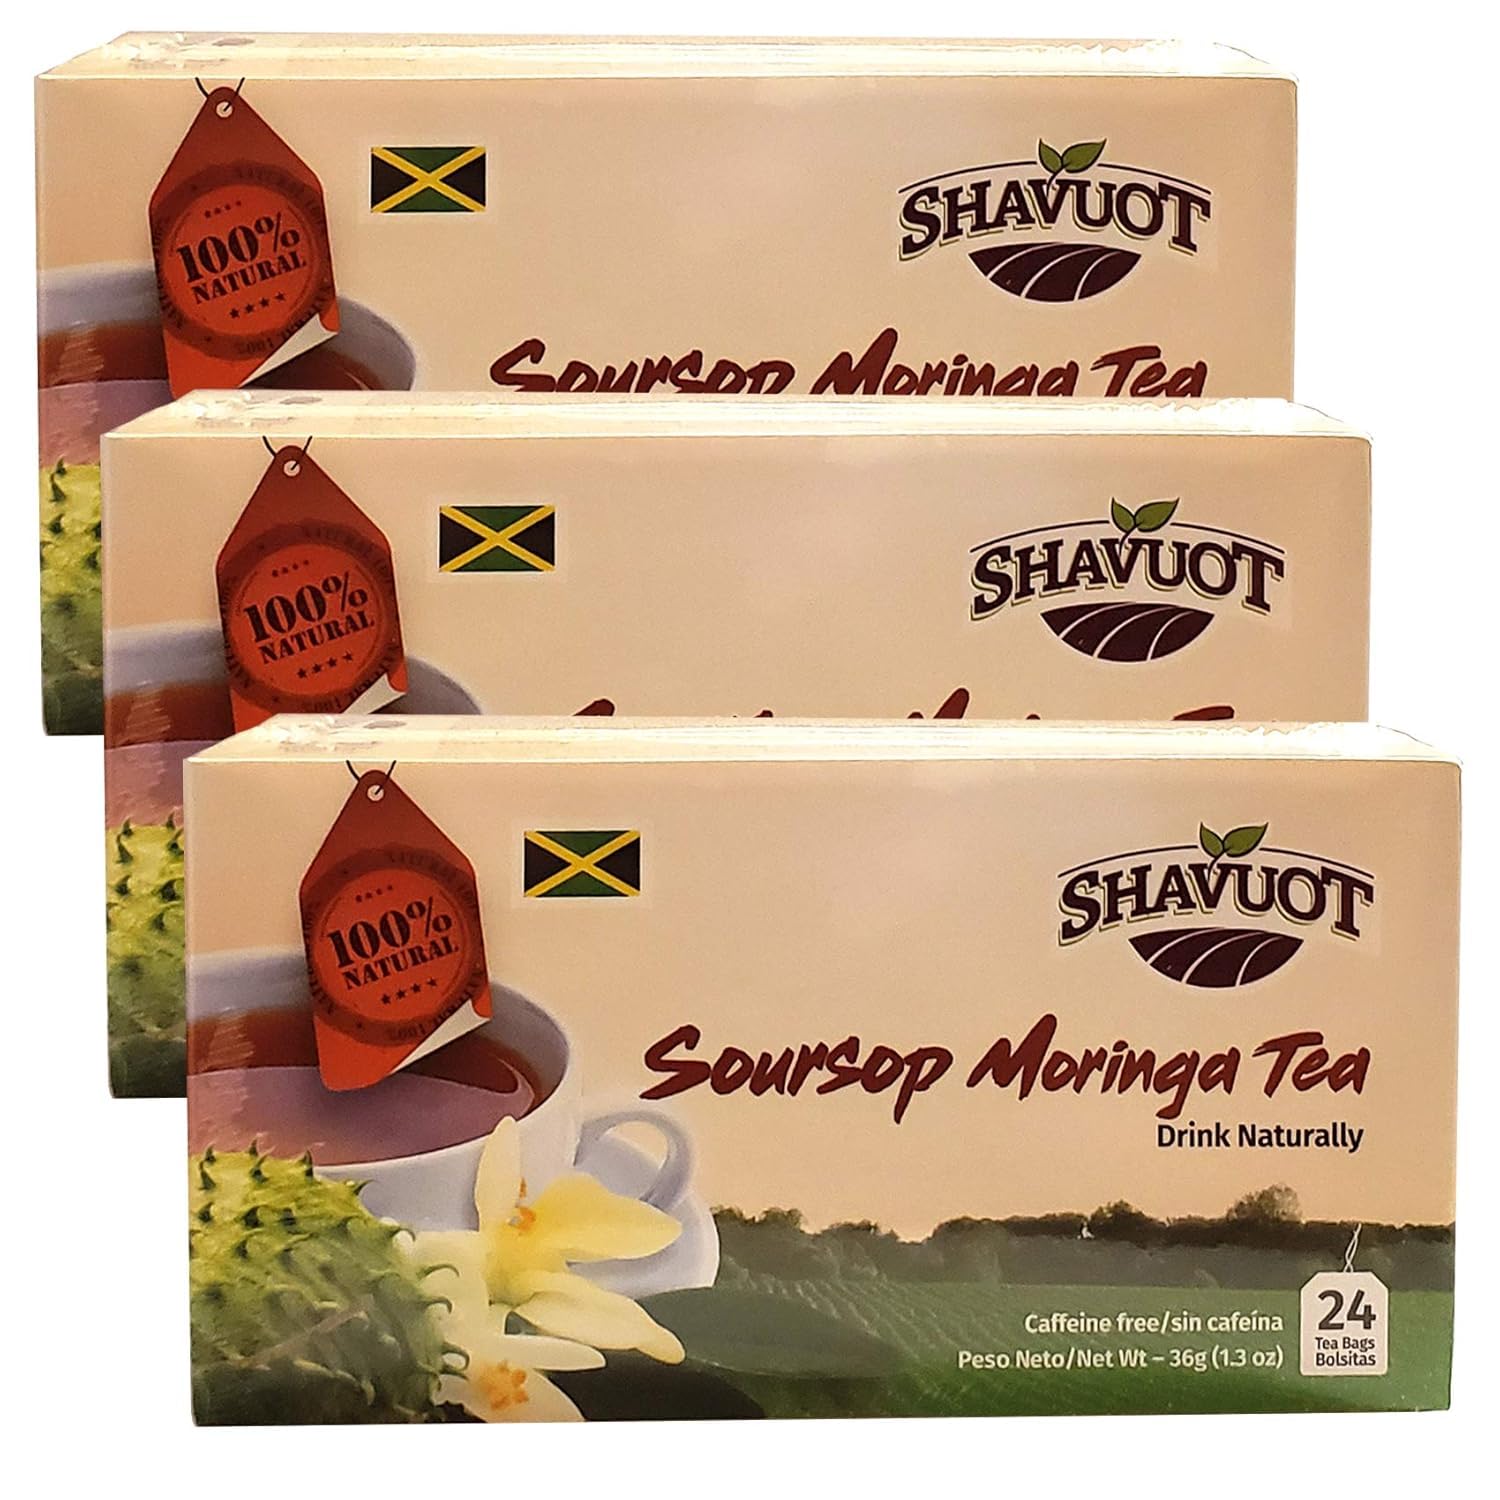 100%
NATURAL
SHAVUOT
Soursop Moringa Tea
100%
NATURAL
SHAVUOT
100%
NATURAL
SHAVUOT
Soursop Moringa Tea
Drink Naturally
Caffeine free/sin cafeína
Peso Neto/Net Wt – 36g (1.3 oz)
24
Tea Bags
Bolsitas